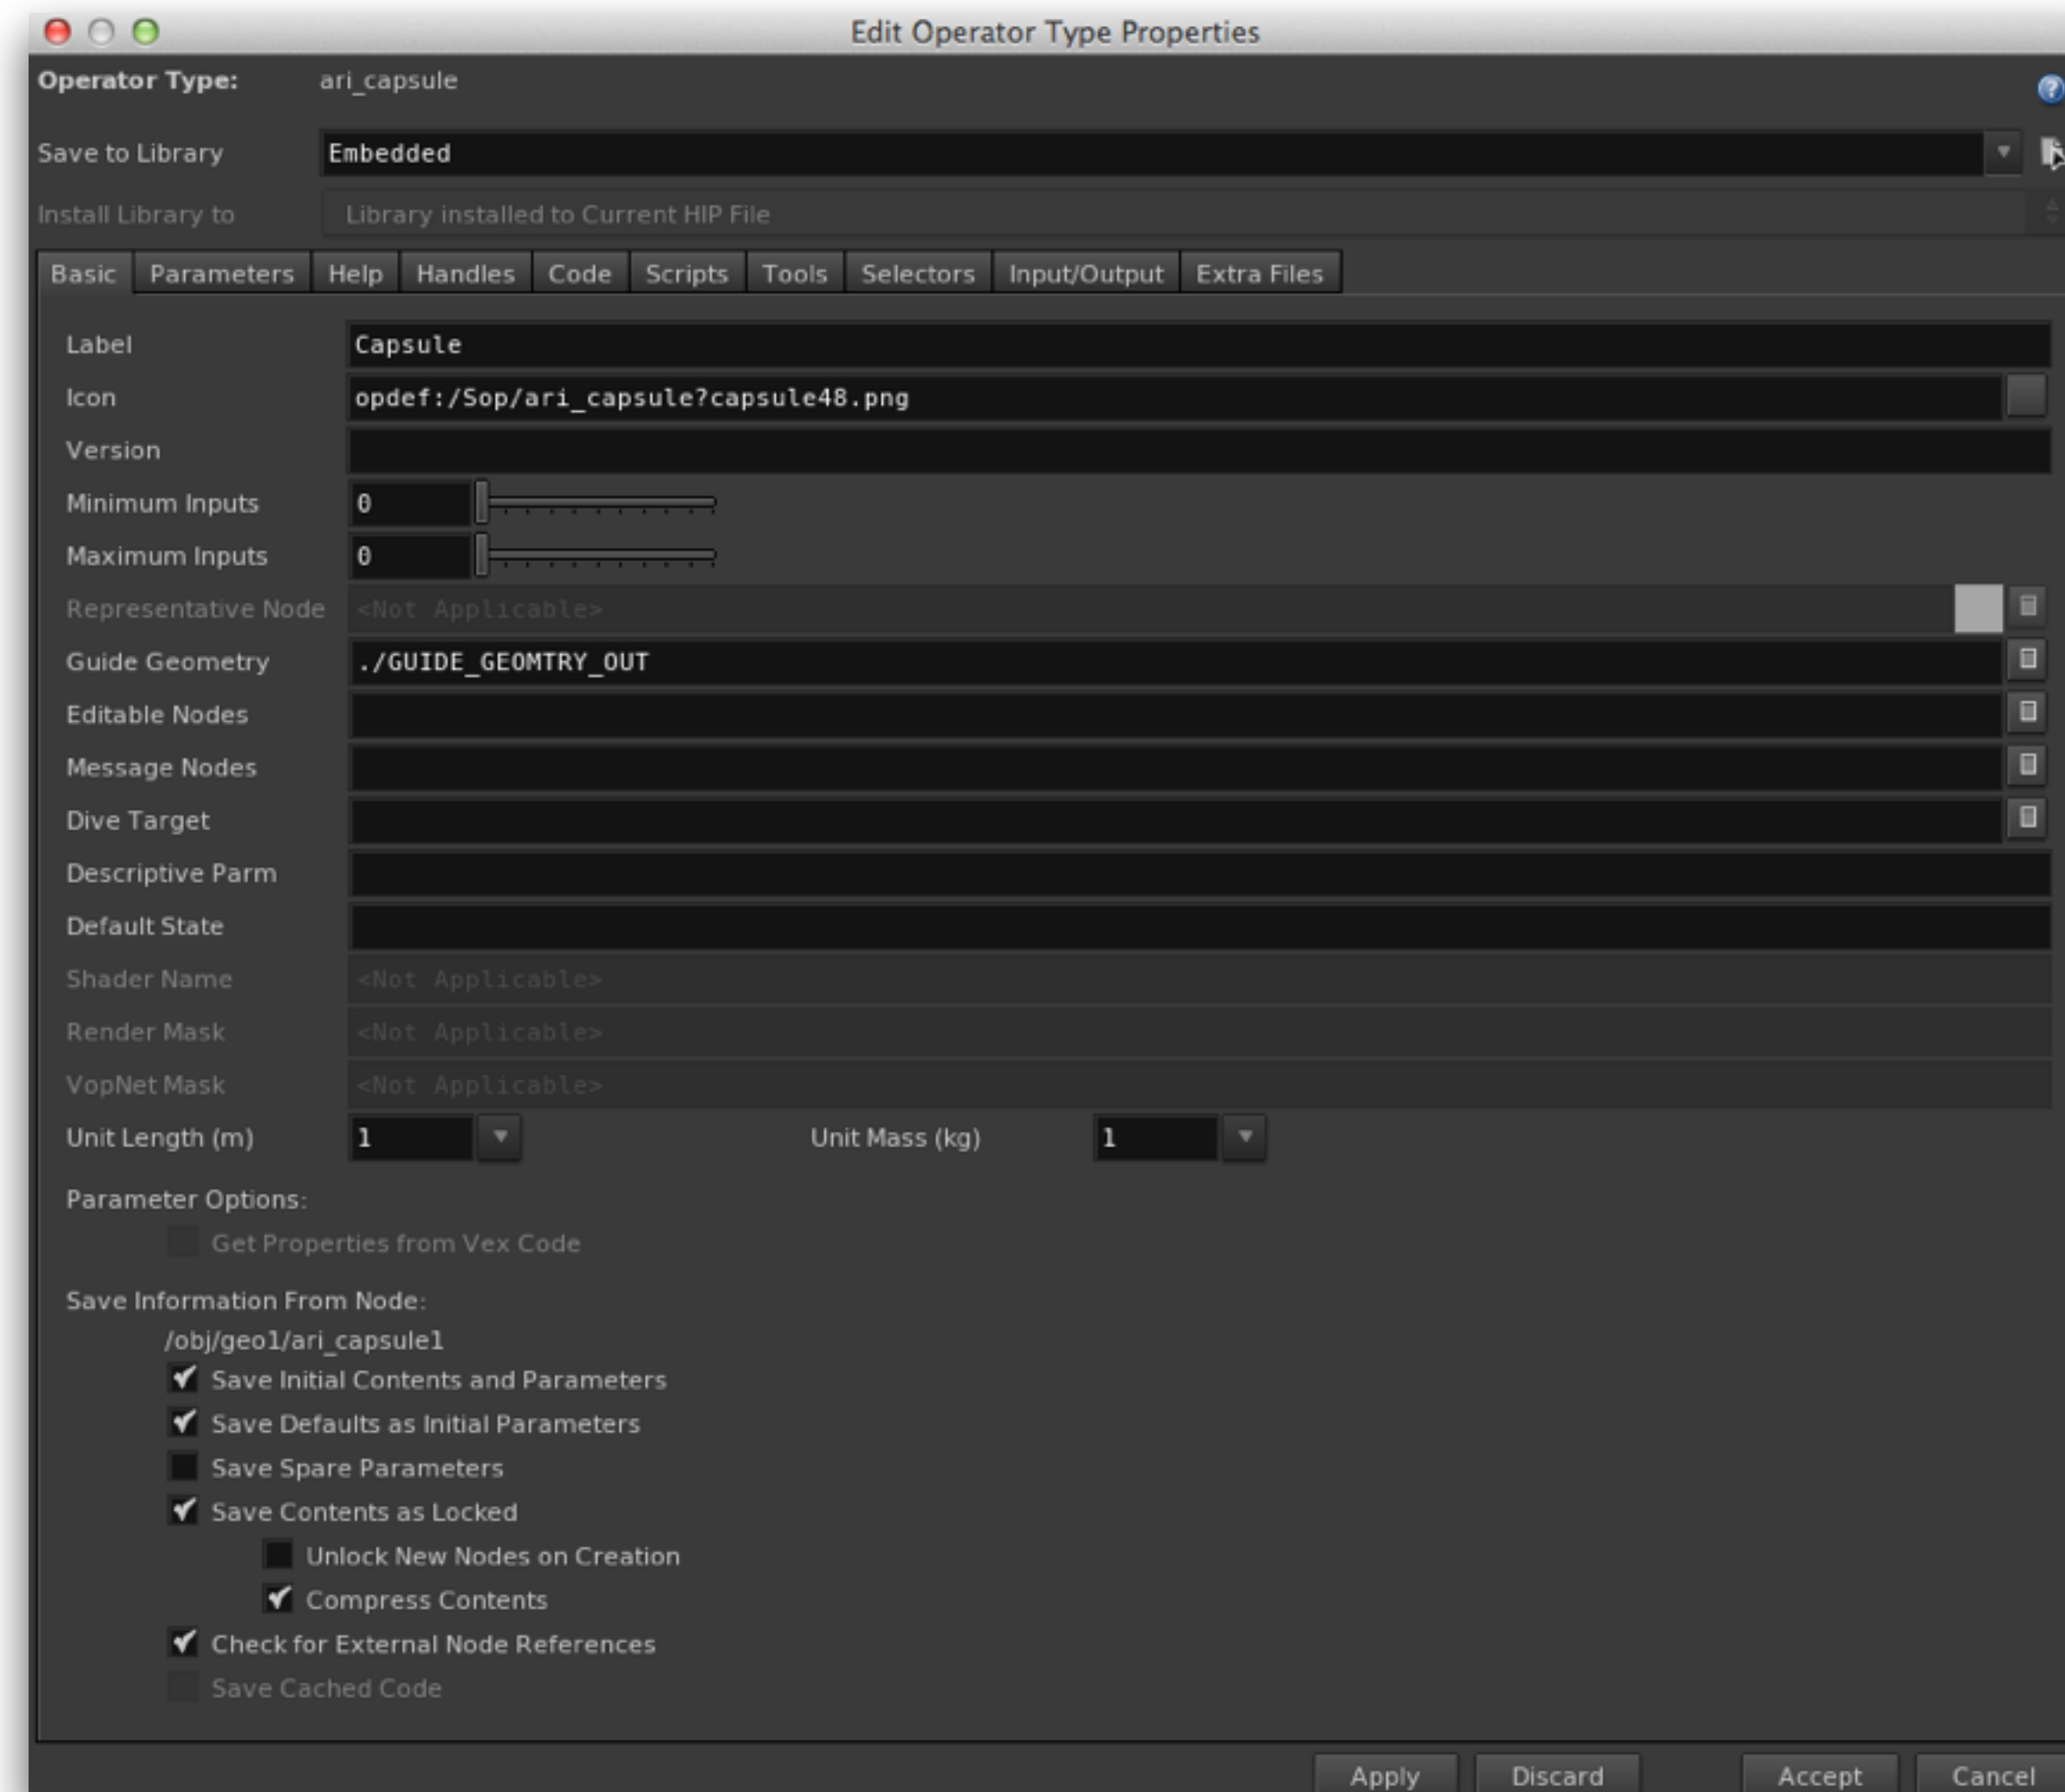 Edit Operator Type Properties
Operator Type: ari_capsule
Save to Library Embedded
Install Library to Library installed to Current HIP File
Basic Parameters Help Handles Code Scripts Tools Selectors Input/Output Extra Files
Label Capsule
Icon opdef:/Sop/ari_capsule?capsule48.png
Version
Minimum Inputs 0
Maximum Inputs 0
Representative Node <Not Applicable>
Guide Geometry ./GUIDE_GEOMTRY_OUT
Editable Nodes
Message Nodes
Dive Target
Descriptive Parm
Default State
Shader Name <Not Applicable>
Render Mask <Not Applicable>
VopNet Mask <Not Applicable>
Unit Length (m) 1 Unit Mass (kg) 1
Parameter Options:
Get Properties from Vex Code
Save Information From Node:
/obj/geo1/ari_capsule1
Save Initial Contents and Parameters
Save Defaults as Initial Parameters
Save Spare Parameters
Save Contents as Locked
Unlock New Nodes on Creation
Compress Contents
Check for External Node References
Save Cached Code
Apply Discard Accept Cancel